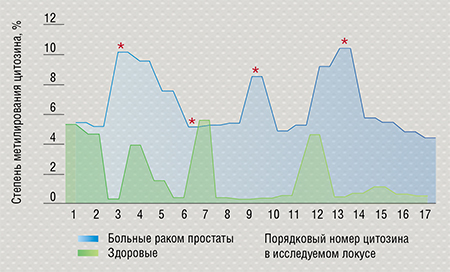 Степень метилирования цитозина, %
12
10
8
6
4
2
0
* * * *
1 2 3 4 5 6 7 8 9 10 11 12 13 14 15 16 17
Больные раком простаты
Здоровые
Порядковый номер цитозина
в исследуемом локусе